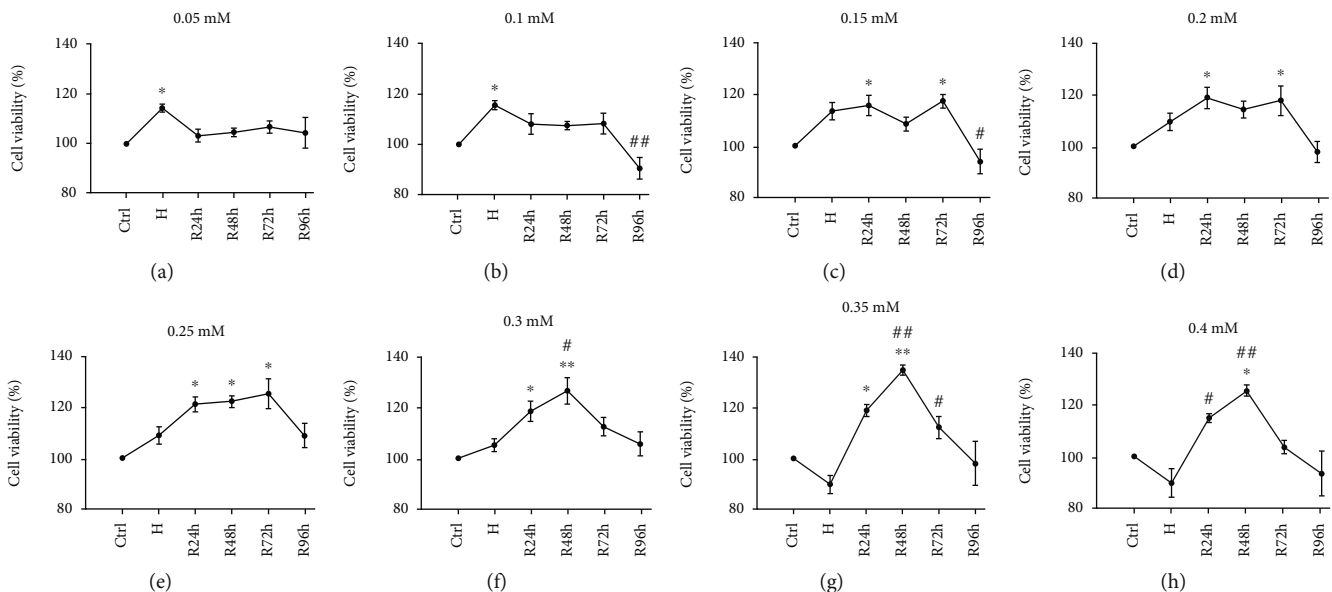 0.05 mM
Cell viability (%)
140
120
100
80
*
Ctrl
H
R24h
R48h
R72h
R96h
(a)
0.1 mM
Cell viability (%)
140
120
100
80
*
##
Ctrl
H
R24h
R48h
R72h
R96h
(b)
0.15 mM
Cell viability (%)
140
120
100
80
* *
#
Ctrl
H
R24h
R48h
R72h
R96h
(c)
0.2 mM
Cell viability (%)
140
120
100
80
* *
Ctrl
H
R24h
R48h
R72h
R96h
(d)
0.25 mM
Cell viability (%)
140
120
100
80
* * *
Ctrl
H
R24h
R48h
R72h
R96h
(e)
0.3 mM
Cell viability (%)
140
120
100
80
#
* **
Ctrl
H
R24h
R48h
R72h
R96h
(f)
0.35 mM
Cell viability (%)
140
120
100
80
##
**
* #
Ctrl
H
R24h
R48h
R72h
R96h
(g)
0.4 mM
Cell viability (%)
140
120
100
80
##
*
#
Ctrl
H
R24h
R48h
R72h
R96h
(h)